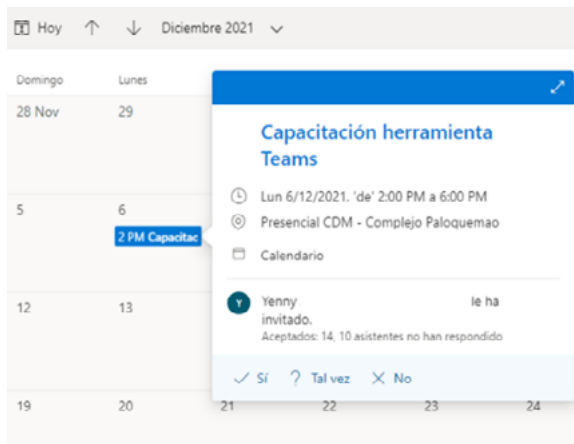 Hoy Diciembre 2021
Domingo Lunes
28 Nov 29
Capacitación herramienta
Teams
Lun 6/12/2021. 'de' 2:00 PM a 6:00 PM
5 6
Presencial CDM - Complejo Paloquemao
2 PM Capacitac
Calendario
12 13
Y Yenny le ha
invitado.
Aceptados: 14, 10 asistentes no han respondido
Sí ? Tal vez No
19 20 21 22 23 24